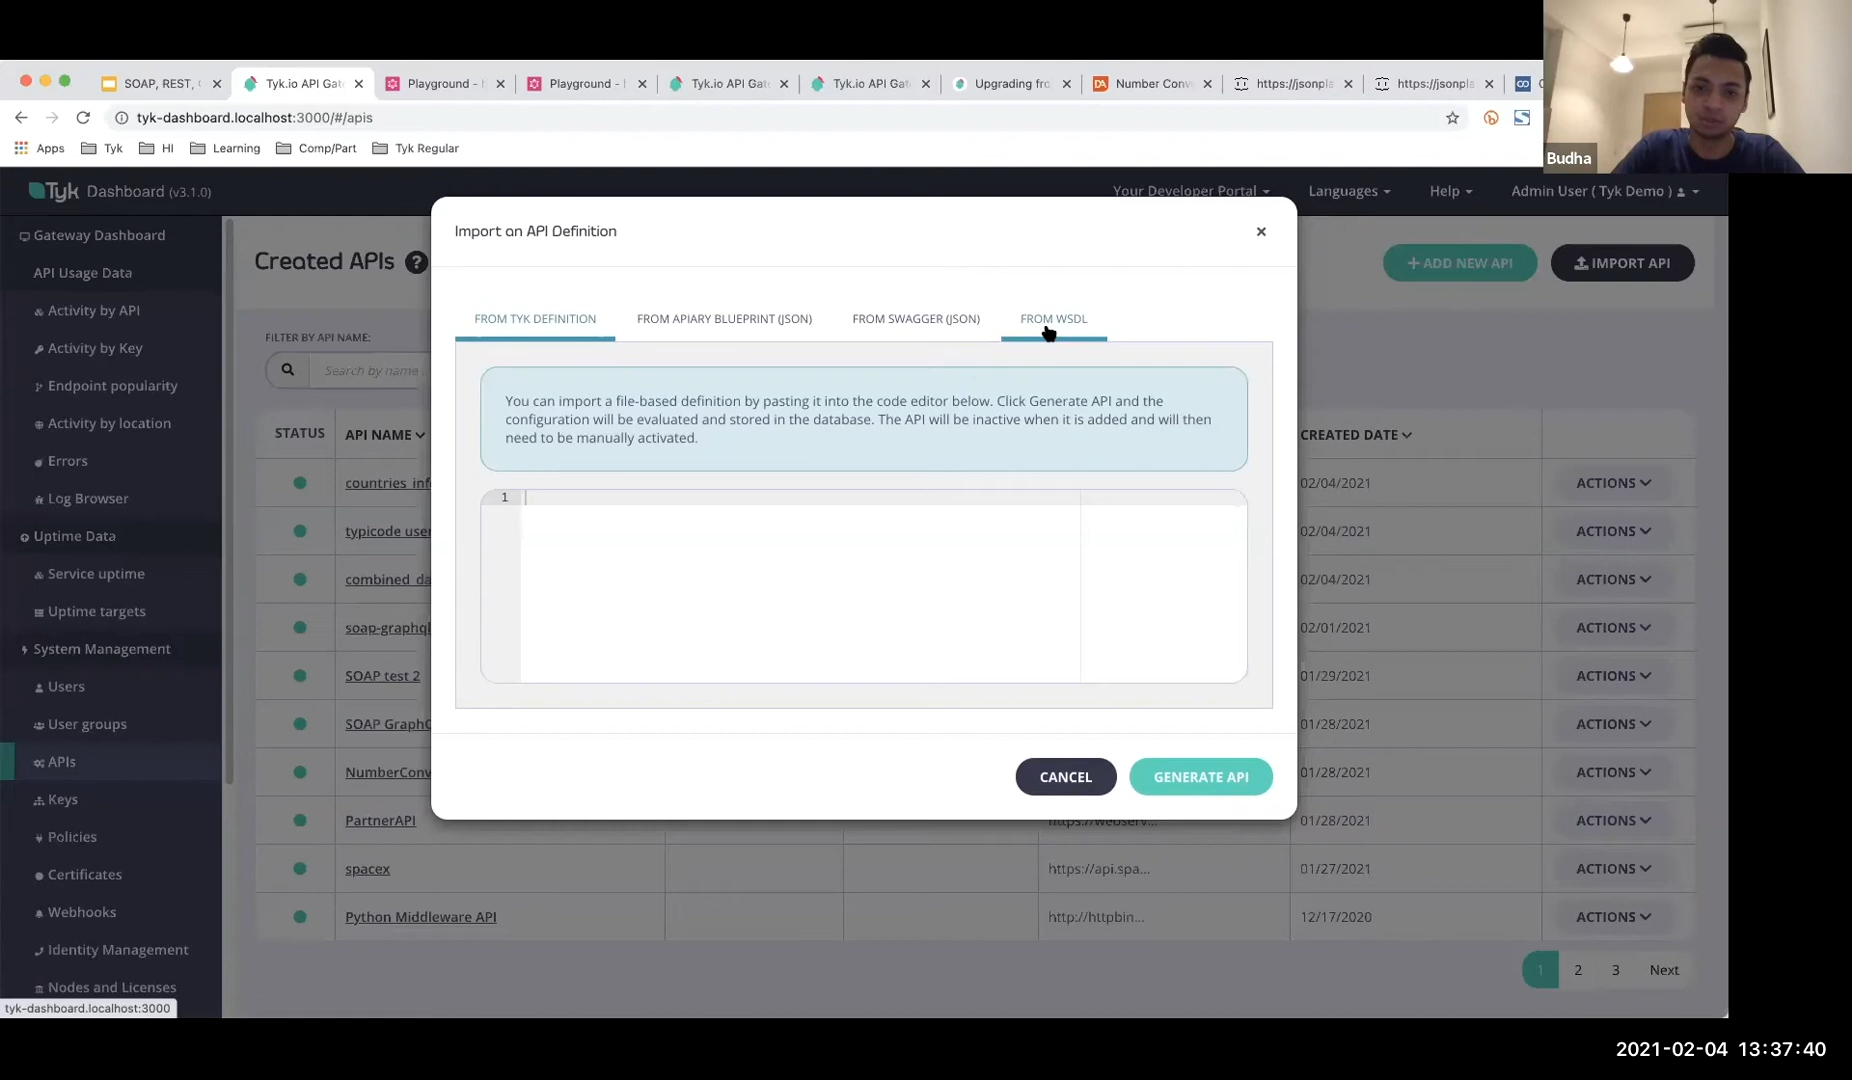 SOAP, REST,
Tyk.io API Gat
Playground -
Playground -
Tyk.io API Gat
Tyk.io API Gat
Upgrading fro
Number Conv
https://jsonpla
https://jsonpla
tyk-dashboard.localhost:3000/#/apis
Apps
Tyk
HI
Learning
Comp/Part
Tyk Regular
Budha
Tyk Dashboard (v3.1.0)
Your Developer Portal
Languages
Help
Admin User ( Tyk Demo )
Gateway Dashboard
API Usage Data
Activity by API
Activity by Key
Endpoint popularity
Activity by location
Errors
Log Browser
Uptime Data
Service uptime
Uptime targets
System Management
Users
User groups
APIs
Keys
Policies
Certificates
Webhooks
Identity Management
Nodes and Licenses
tyk-dashboard.localhost:3000
Created APIs ?
+ ADD NEW API
IMPORT API
FILTER BY API NAME:
Search by name
Import an API Definition
×
FROM TYK DEFINITION
FROM APIARY BLUEPRINT (JSON)
FROM SWAGGER (JSON)
FROM WSDL
You can import a file-based definition by pasting it into the code editor below. Click Generate API and the
configuration will be evaluated and stored in the database. The API will be inactive when it is added and will then
need to be manually activated.
1
CANCEL
GENERATE API
STATUS
API NAME
CREATED DATE
countries_inf
02/04/2021
ACTIONS
typicode user
02/04/2021
ACTIONS
combined_da
02/04/2021
ACTIONS
soap-graphql
02/01/2021
ACTIONS
SOAP test 2
01/29/2021
ACTIONS
SOAP GraphQ
01/28/2021
ACTIONS
NumberConv
01/28/2021
ACTIONS
PartnerAPI
https://webserv...
01/28/2021
ACTIONS
spacex
https://api.spa...
01/27/2021
ACTIONS
Python Middleware API
http://httpbin...
12/17/2020
ACTIONS
1
2
3
Next
2021-02-04 13:37:40